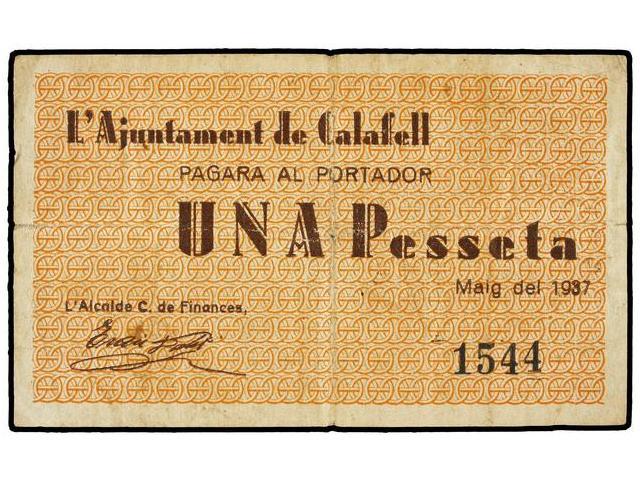 L'Ajuntament de Calafell
PAGARA AL PORTADOR
UNA Pesseta
Maig del 1937
L'Alcalde C. de Finances,
1544